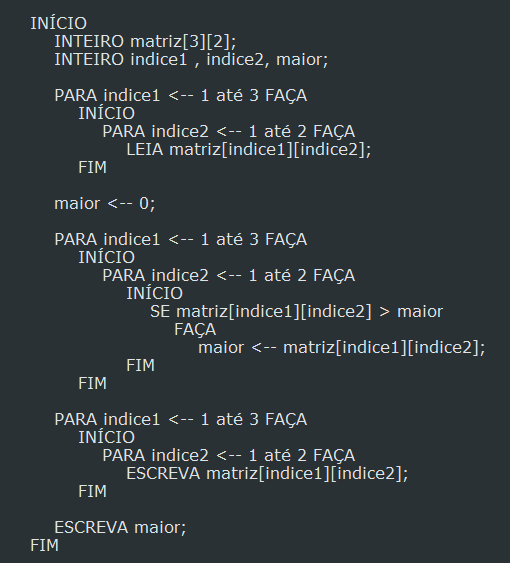 INÍCIO
INTEIRO matriz[3][2];
INTEIRO indice1 , indice2, maior;
PARA indice1 <-- 1 até 3 FAÇA
INÍCIO
PARA indice2 <-- 1 até 2 FAÇA
LEIA matriz[indice1][indice2];
FIM
maior <-- 0;
PARA indice1 <-- 1 até 3 FAÇA
INÍCIO
PARA indice2 <-- 1 até 2 FAÇA
INÍCIO
SE matriz[indice1][indice2] > maior
FAÇA
maior <-- matriz[indice1][indice2];
FIM
FIM
PARA indice1 <-- 1 até 3 FAÇA
INÍCIO
PARA indice2 <-- 1 até 2 FAÇA
ESCREVA matriz[indice1][indice2];
FIM
ESCREVA maior;
FIM